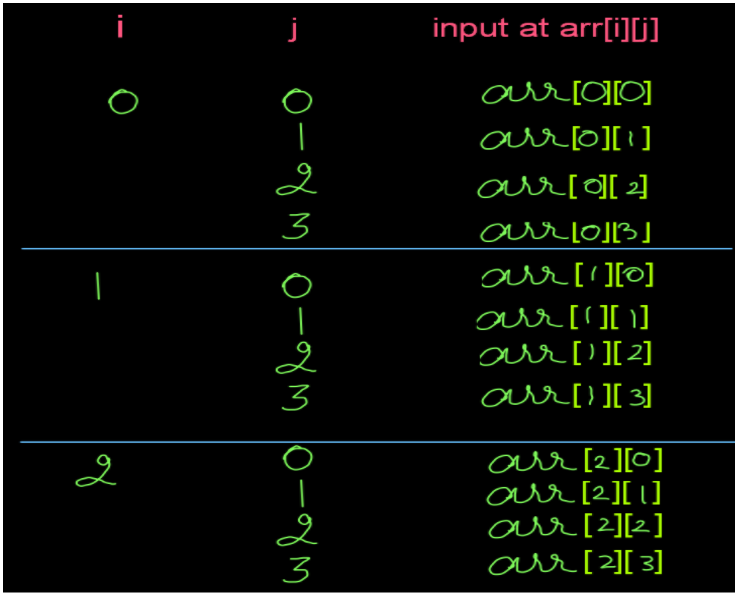 i j input at arr[i][j]
0 0 arr[0][0]
1 arr[0][1]
2 arr[0][2]
3 arr[0][3]
1 0 arr[1][0]
1 arr[1][1]
2 arr[1][2]
3 arr[1][3]
2 0 arr[2][0]
1 arr[2][1]
2 arr[2][2]
3 arr[2][3]